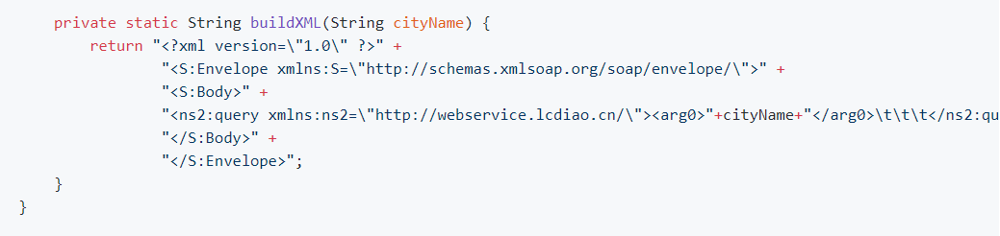 private static String buildXML(String cityName) {
return "<?xml version=\"1.0\" ?>" +
"<S:Envelope xmlns:S=\"http://schemas.xmlsoap.org/soap/envelope/\">" +
"<S:Body>" +
"<ns2:query xmlns:ns2=\"http://webservice.lcdiao.cn/\"><arg0>"+cityName+"</arg0>\t\t\t</ns2:qu
"</S:Body>" +
"</S:Envelope>";
}
}